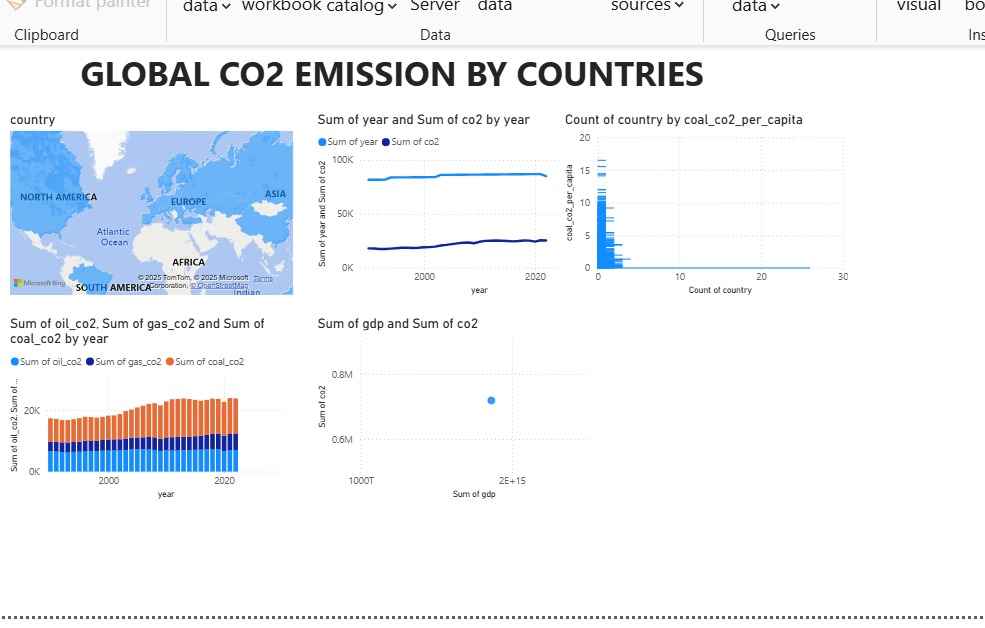 Format painter
data workbook catalog Server data sources data visual
Clipboard Data Queries Ins
GLOBAL CO2 EMISSION BY COUNTRIES
country
NORTH AMERICA
EUROPE
ASIA
Atlantic
Ocean
AFRICA
SOUTH AMERICA
© 2025 TomTom, © 2025 Microsoft
Corporation, © OpenStreetMap
Terms
Microsoft Bing
Indian
Sum of year and Sum of co2 by year
Sum of year Sum of co2
Sum of year and Sum of co2
100K
50K
0K
2000 2020
year
Count of country by coal_co2_per_capita
coal_co2_per_capita
20
15
10
5
0
0 10 20 30
Count of country
Sum of oil_co2, Sum of gas_co2 and Sum of
coal_co2 by year
Sum of oil_co2 Sum of gas_co2 Sum of coal_co2
Sum of oil_co2, Sum of ...
20K
0K
2000 2020
year
Sum of gdp and Sum of co2
Sum of co2
0.8M
0.6M
1000T 2E+15
Sum of gdp